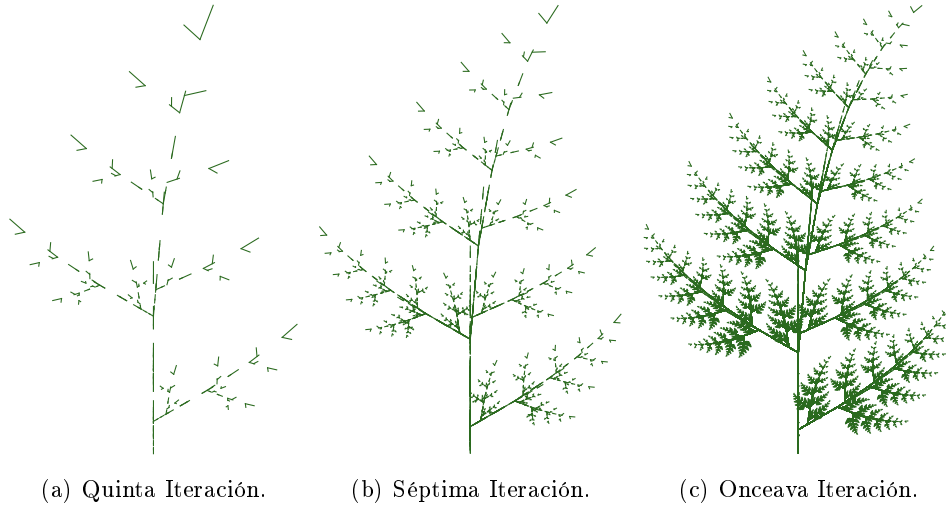 (a) Quinta Iteración.
(b) Séptima Iteración.
(c) Onceava Iteración.